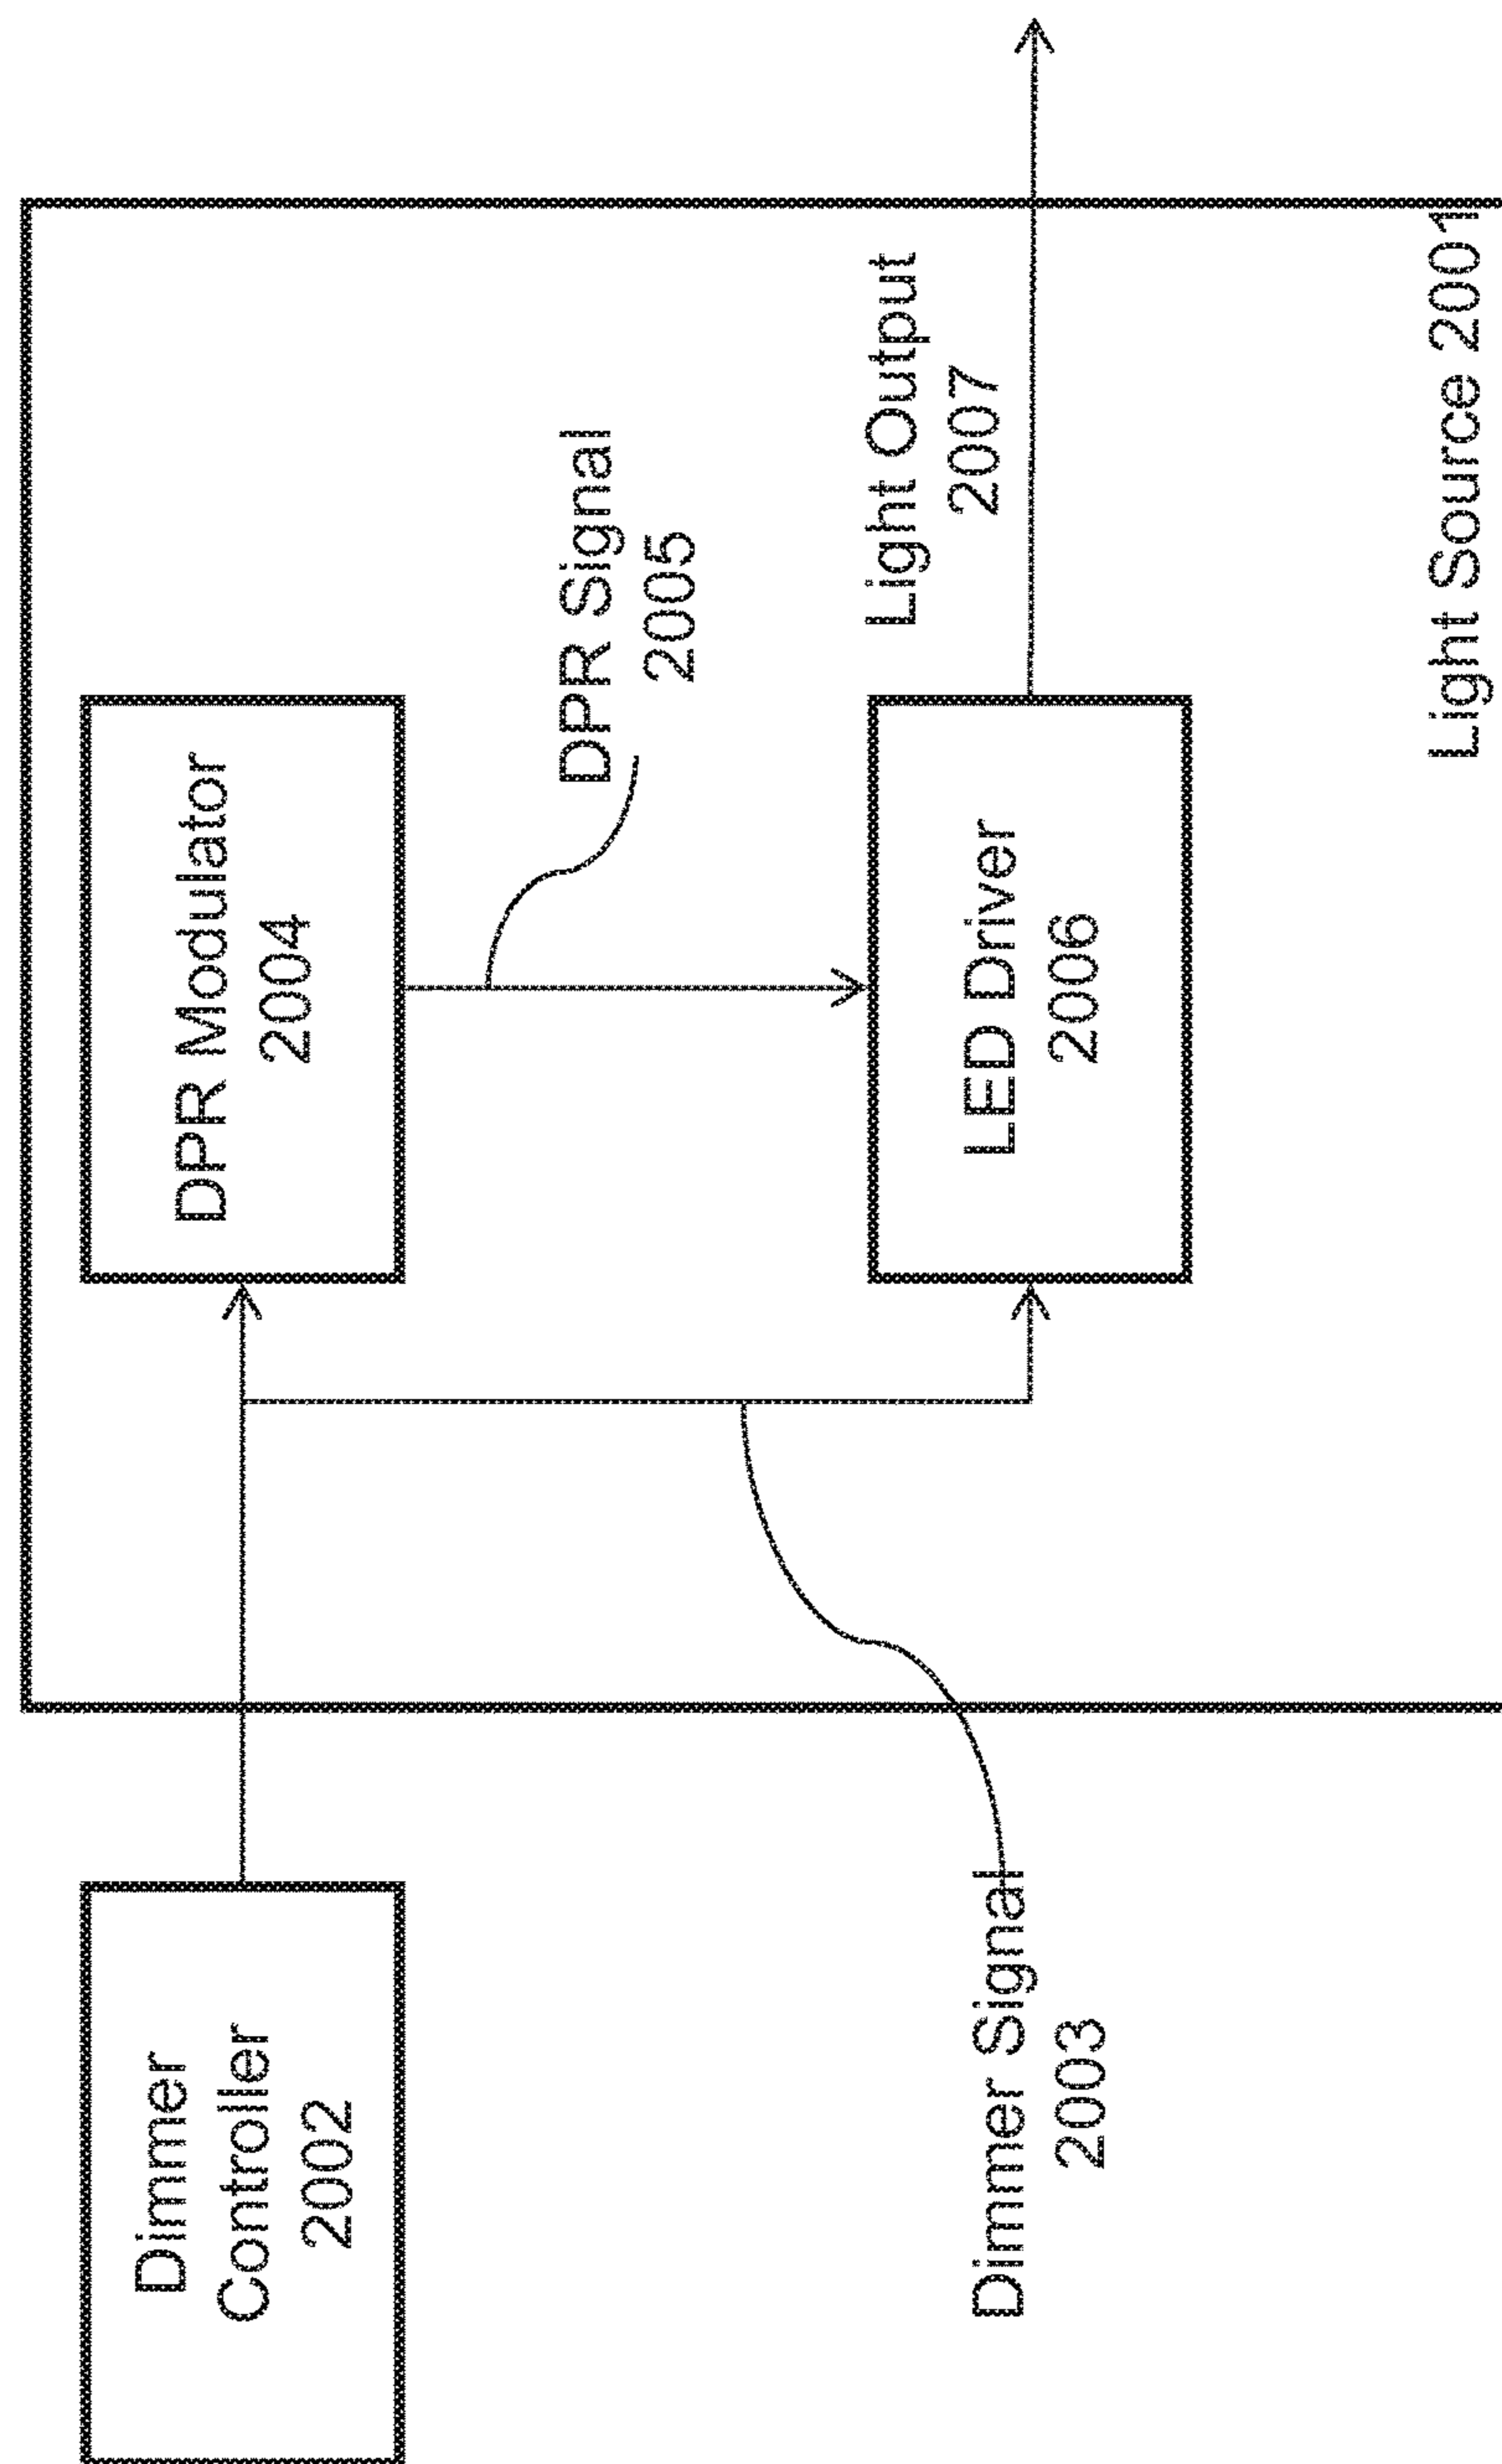 Dimmer
Controller
2002
DPR Modulator
2004
DPR Signal
2005
Dimmer Signal
2003
LED Driver
2006
Light Output
2007
Light Source 2001